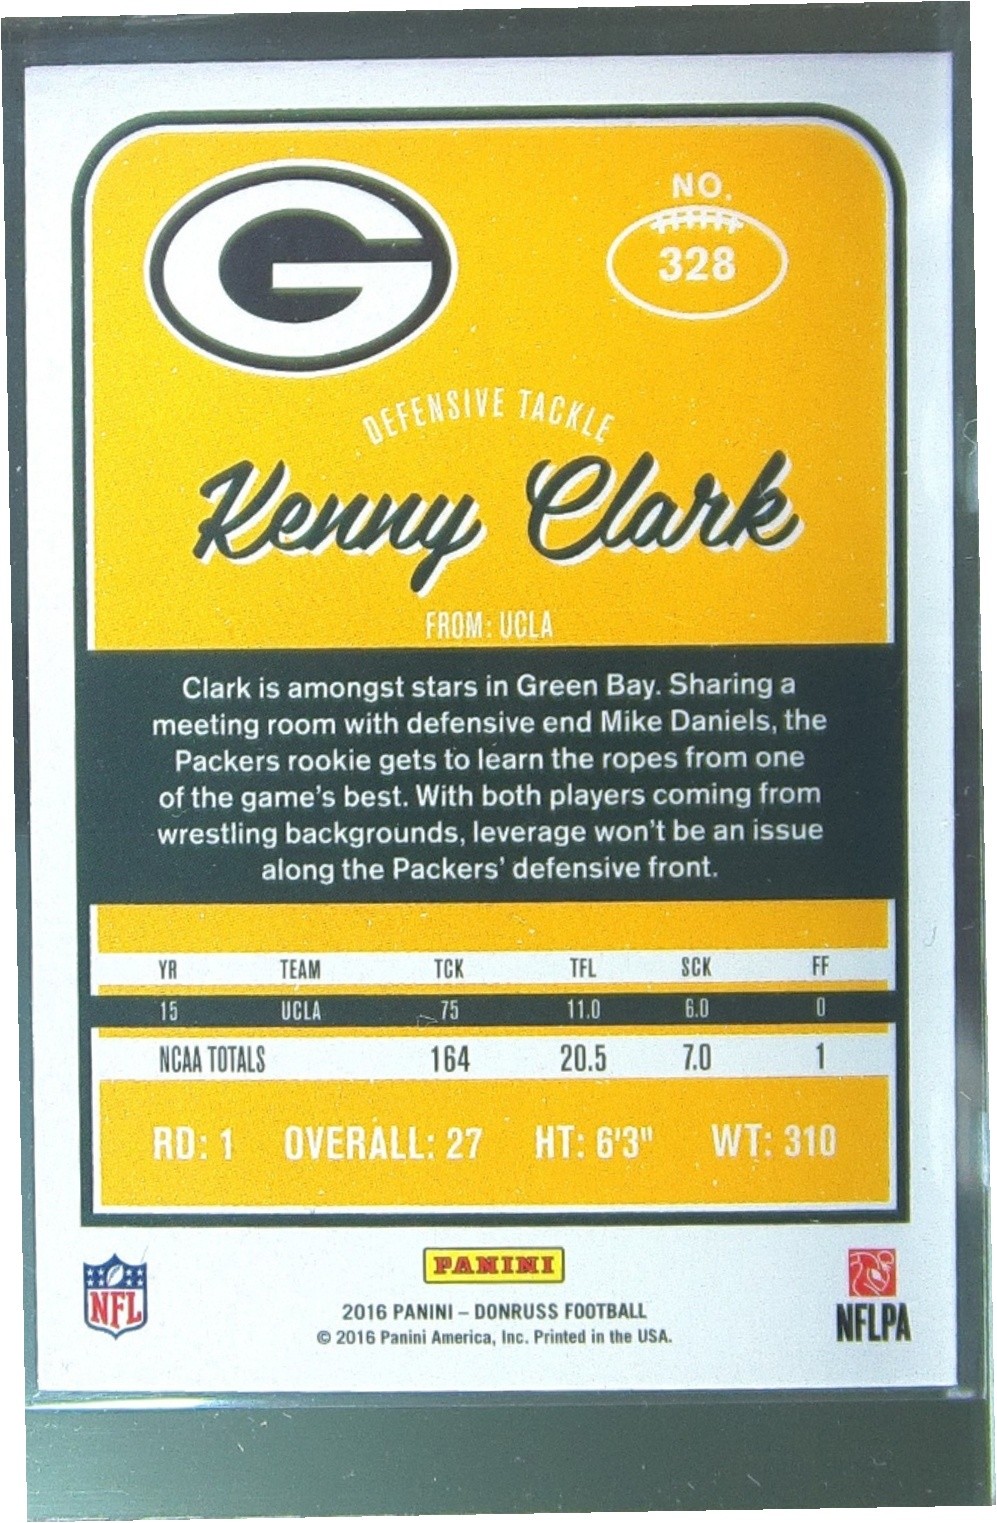 G
NO.
328
DEFENSIVE TACKLE
Kenny Clark
FROM: UCLA
Clark is amongst stars in Green Bay. Sharing a
meeting room with defensive end Mike Daniels, the
Packers rookie gets to learn the ropes from one
of the game's best. With both players coming from
wrestling backgrounds, leverage won't be an issue
along the Packers' defensive front.
YR TEAM TCK TFL SCK FF
15 UCLA 75 11.0 6.0 0
NCAA TOTALS 164 20.5 7.0 1
RD: 1 OVERALL: 27 HT: 6'3" WT: 310
NFL
PANINI
2016 PANINI – DONRUSS FOOTBALL
© 2016 Panini America, Inc. Printed in the USA.
NFLPA